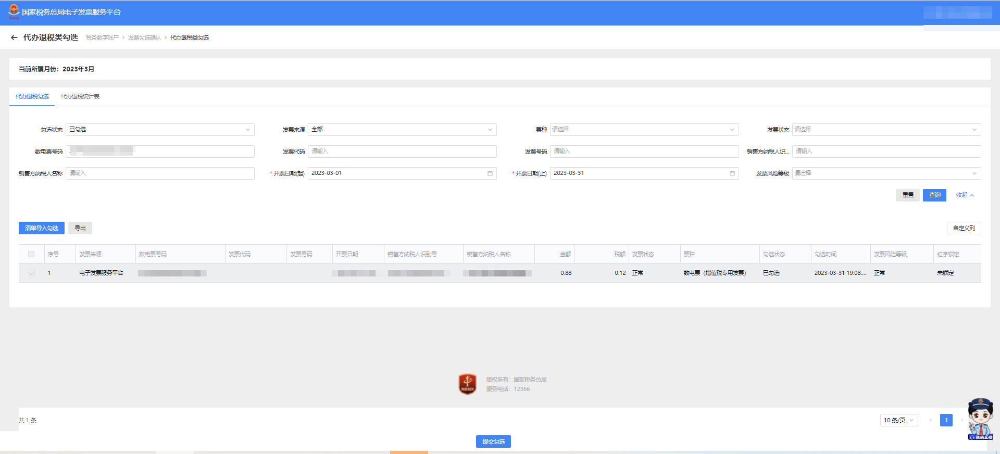 国家税务总局电子发票服务平台
代办退税类勾选 税务数字账户 > 发票勾选确认 > 代办退税类勾选
当前所属月份：2023年3月
代办退税勾选 代办退税统计表
勾选状态 已勾选 发票来源 全部 票种 请选择 发票状态 请选择
数电票号码 发票代码 请输入 发票号码 请输入 销售方纳税人识... 请输入
销售方纳税人名称 请输入 * 开票日期(起) 2023-03-01 * 开票日期(止) 2023-03-31 发票风险等级 请选择
重置 查询 收起
清单导入勾选 导出 自定义列
序号 发票来源 数电票号码 发票代码 发票号码 开票日期 销售方纳税人识别号 销售方纳税人名称 金额 税额 发票状态 票种 勾选状态 勾选时间 发票风险等级 红字锁定
1 电子发票服务平台 0.88 0.12 正常 数电票（增值税专用发票） 已勾选 2023-03-31 19:08:... 正常 未锁定
版权所有：国家税务总局
服务电话：12366
共 1 条 10 条/页 < 1 >
提交勾选